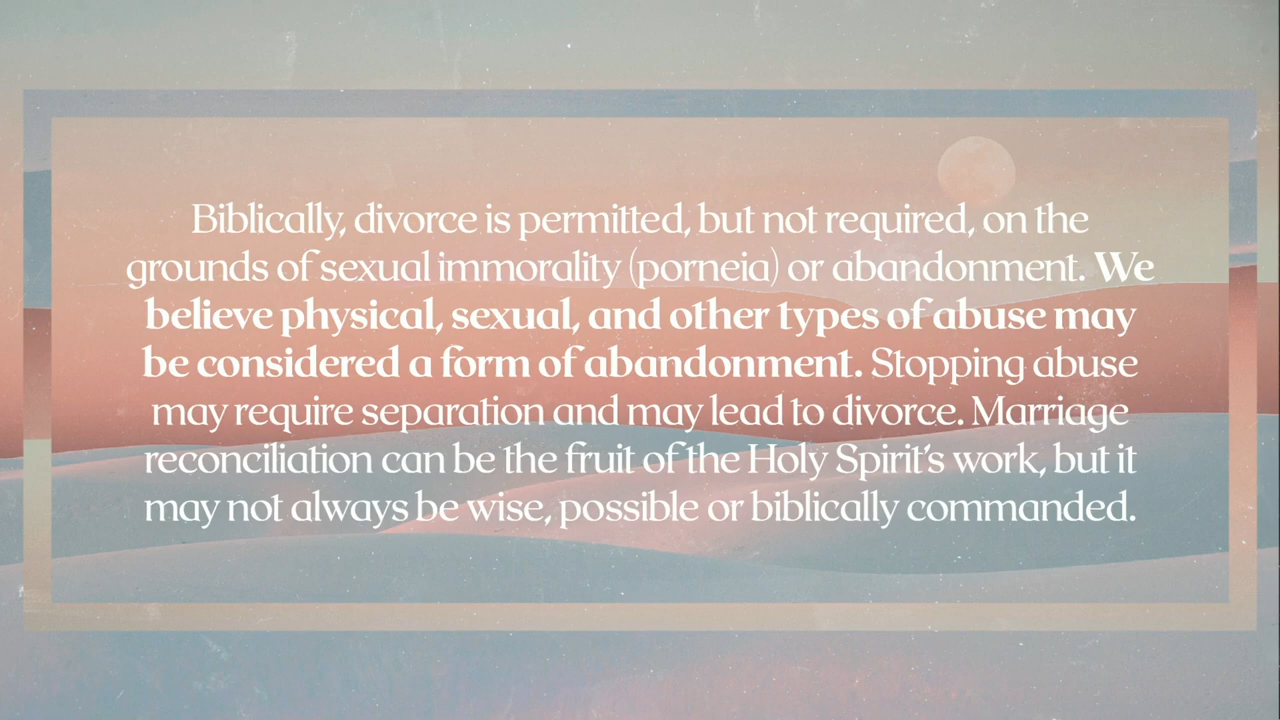 Biblically, divorce is permitted, but not required, on the
grounds of sexual immorality (porneia) or abandonment. We
believe physical, sexual, and other types of abuse may
be considered a form of abandonment. Stopping abuse
may require separation and may lead to divorce. Marriage
reconciliation can be the fruit of the Holy Spirit's work, but it
may not always be wise, possible or biblically commanded.